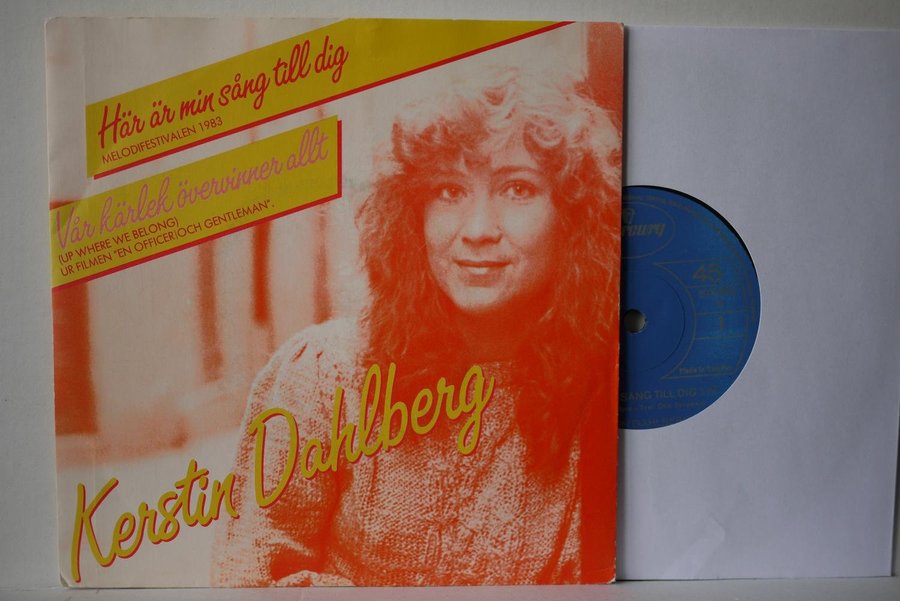 Här är min sång till dig
MELODIFESTIVALEN 1983
Vår kärlek övervinner allt
(UP WHERE WE BELONG)
UR FILMEN "EN OFFICER OCH GENTLEMAN".
Kerstin Dahlberg
45
SÅNG TILL DIG